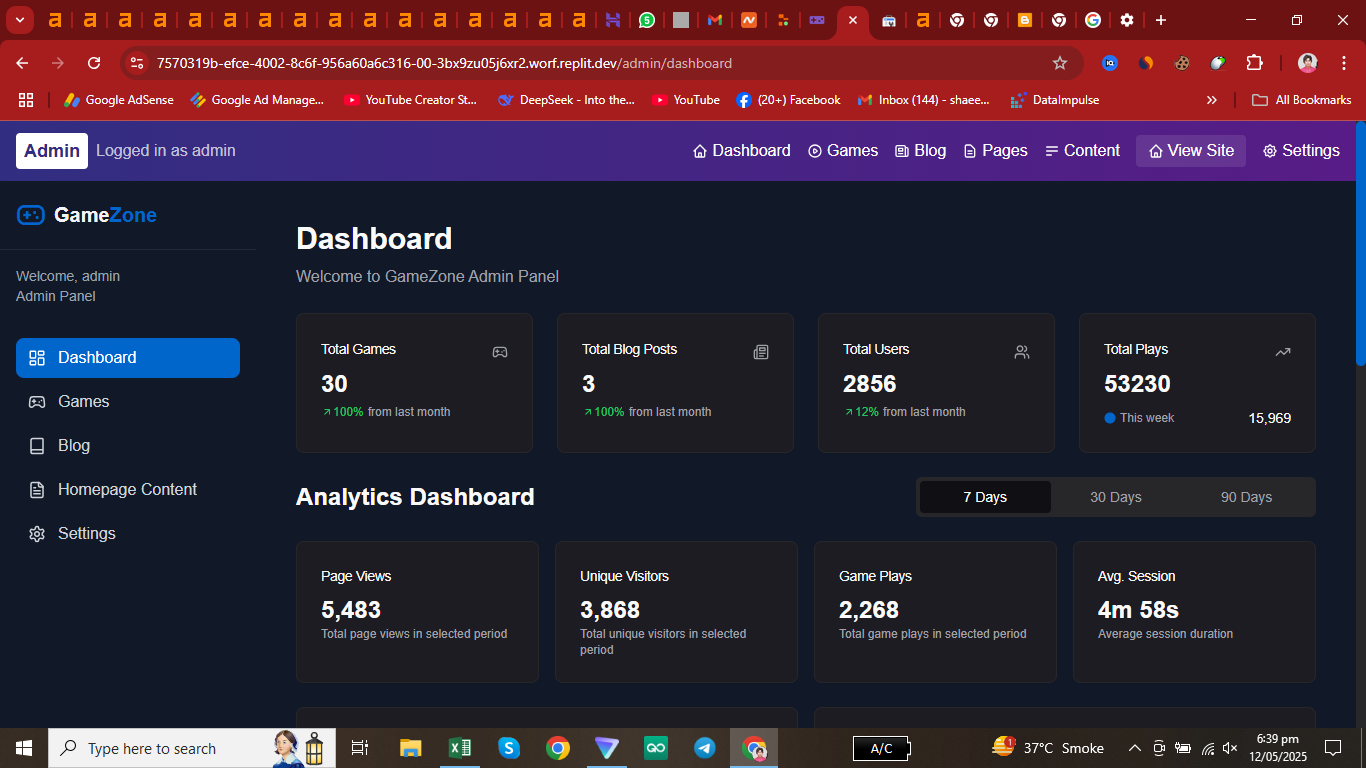 7570319b-efce-4002-8c6f-956a60a6c316-00-3bx9zu05j6xr2.worf.replit.dev/admin/dashboard
Google AdSense
Google Ad Manage...
YouTube Creator St...
DeepSeek - Into the...
YouTube
(20+) Facebook
Inbox (144) - shaee...
DataImpulse
»
All Bookmarks
Admin
Logged in as admin
Dashboard
Games
Blog
Pages
Content
View Site
Settings
GameZone
Welcome, admin
Admin Panel
Dashboard
Games
Blog
Homepage Content
Settings
Dashboard
Welcome to GameZone Admin Panel
Total Games
30
100% from last month
Total Blog Posts
3
100% from last month
Total Users
2856
12% from last month
Total Plays
53230
This week 15,969
Analytics Dashboard
7 Days
30 Days
90 Days
Page Views
5,483
Total page views in selected period
Unique Visitors
3,868
Total unique visitors in selected
period
Game Plays
2,268
Total game plays in selected period
Avg. Session
4m 58s
Average session duration
Type here to search
A/C
1
37°C Smoke
6:39 pm
12/05/2025